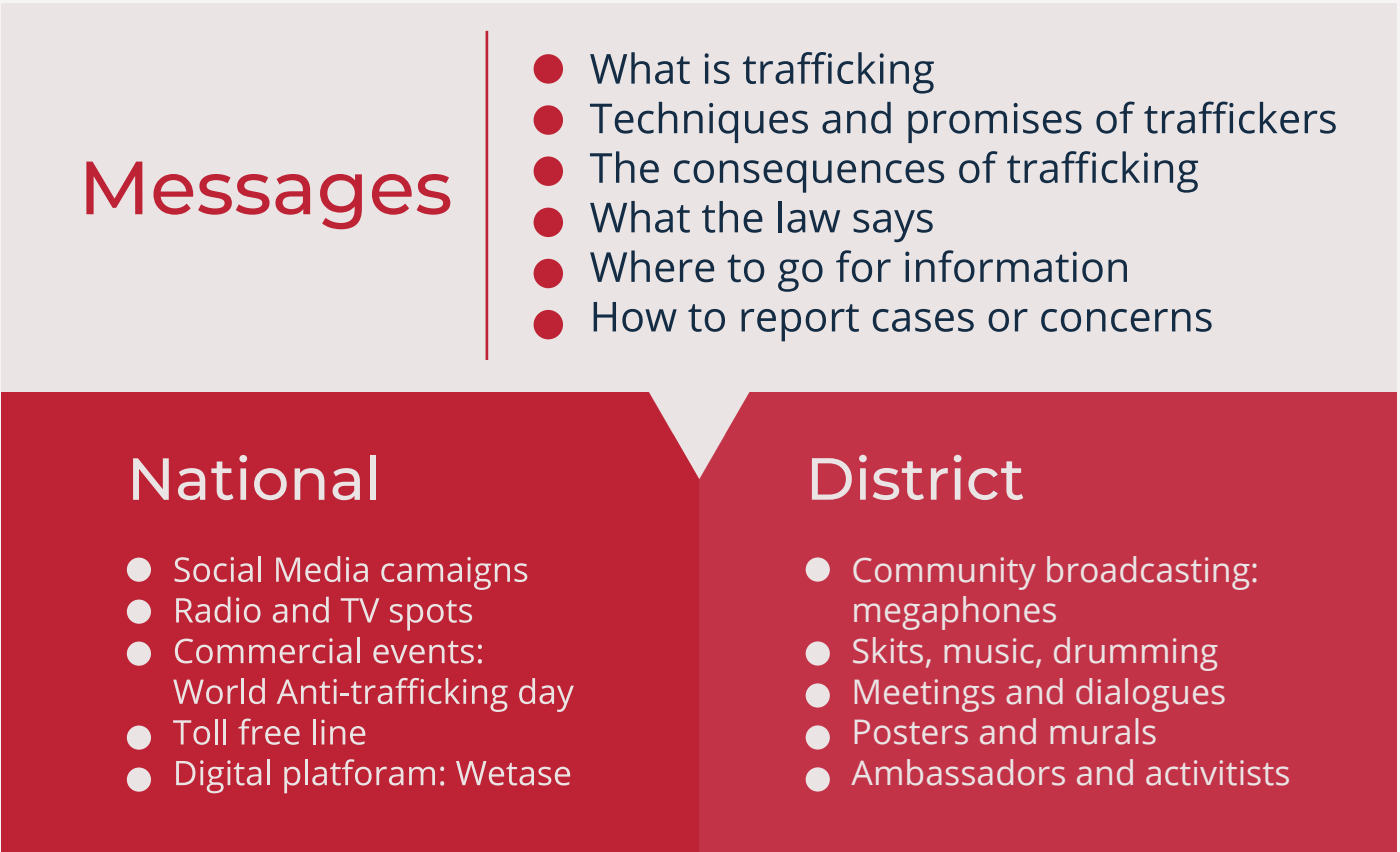 Messages
What is trafficking
Techniques and promises of traffickers
The consequences of trafficking
What the law says
Where to go for information
How to report cases or concerns
National
Social Media camaigns
Radio and TV spots
Commercial events:
World Anti-trafficking day
Toll free line
Digital platforam: Wetase
District
Community broadcasting:
megaphones
Skits, music, drumming
Meetings and dialogues
Posters and murals
Ambassadors and activitists